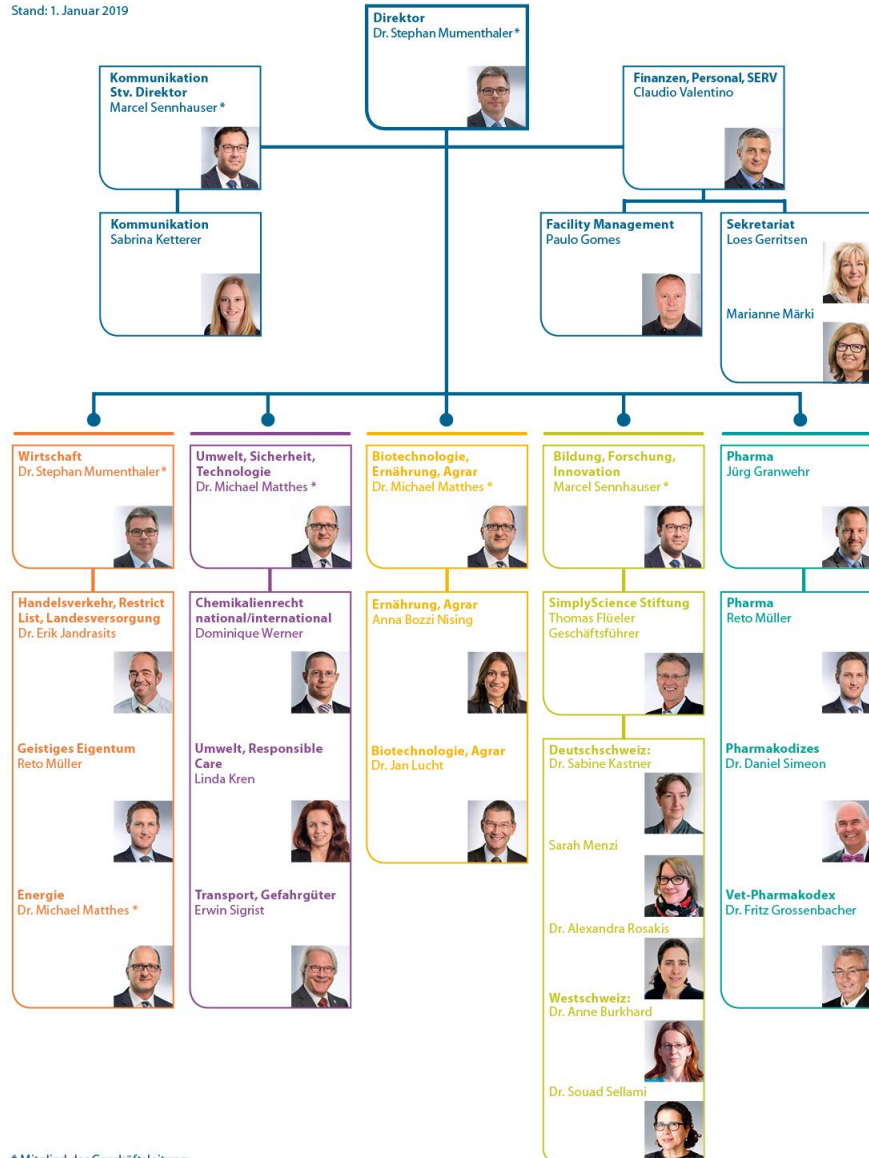 Stand: 1. Januar 2019
Direktor
Dr. Stephan Mumenthaler *
Kommunikation
Stv. Direktor
Marcel Sennhauser *
Finanzen, Personal, SERV
Claudio Valentino
Kommunikation
Sabrina Ketterer
Facility Management
Paulo Gomes
Sekretariat
Loes Gerritsen
Marianne Märki
Wirtschaft
Dr. Stephan Mumenthaler *
Handelsverkehr, Restrict
List, Landesversorgung
Dr. Erik Jandrasits
Geistiges Eigentum
Reto Müller
Energie
Dr. Michael Matthes *
Umwelt, Sicherheit,
Technologie
Dr. Michael Matthes *
Chemikalienrecht
national/international
Dominique Werner
Umwelt, Responsible
Care
Linda Kren
Transport, Gefahrgüter
Erwin Sigrist
Biotechnologie,
Ernährung, Agrar
Dr. Michael Matthes *
Ernährung, Agrar
Anna Bozzi Nising
Biotechnologie, Agrar
Dr. Jan Lucht
Bildung, Forschung,
Innovation
Marcel Sennhauser *
SimplyScience Stiftung
Thomas Flüeler
Geschäftsführer
Deutschschweiz:
Dr. Sabine Kastner
Sarah Menzi
Dr. Alexandra Rosakis
Westschweiz:
Dr. Anne Burkhard
Dr. Souad Sellami
Pharma
Jürg Granwehr
Pharma
Reto Müller
Pharmakodizes
Dr. Daniel Simeon
Vet-Pharmakodex
Dr. Fritz Grossenbacher
* Mitglied der Geschäftsleitung